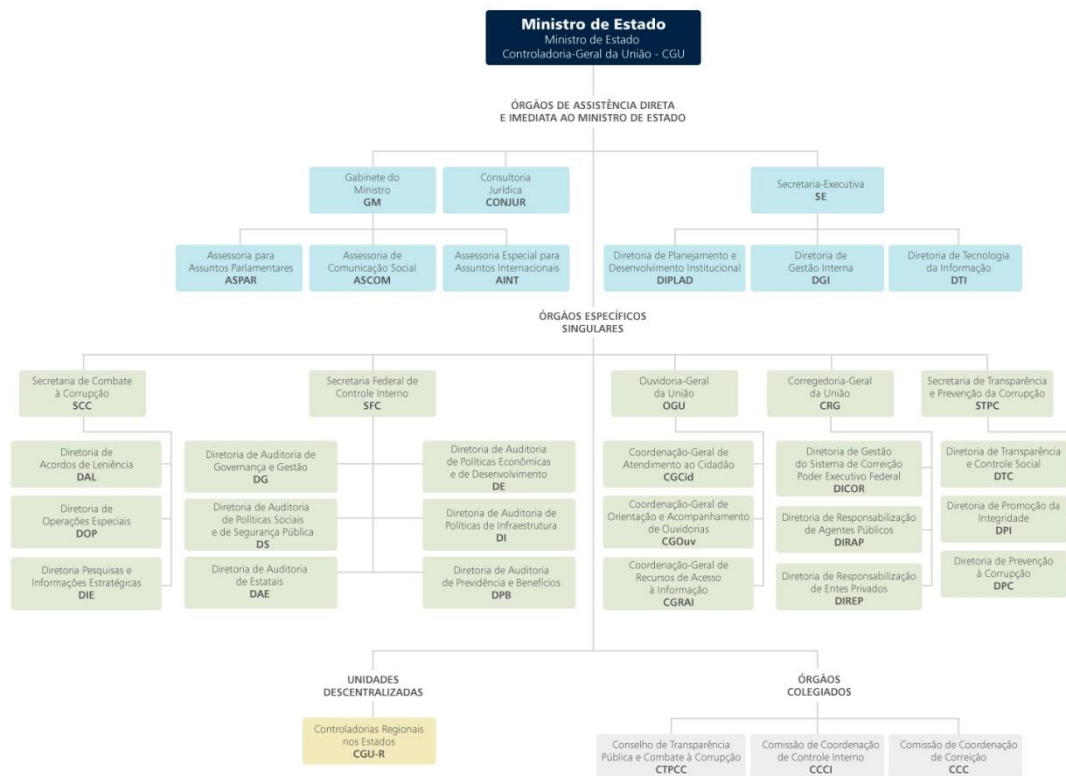 Ministro de Estado
Ministro de Estado
Controladoria-Geral da União - CGU
ÓRGÃOS DE ASSISTÊNCIA DIRETA
E IMEDIATA AO MINISTRO DE ESTADO
Gabinete do
Ministro
GM
Consultoria
Jurídica
CONJUR
Secretaria-Executiva
SE
Assessoria para
Assuntos Parlamentares
ASPAR
Assessoria de
Comunicação Social
ASCOM
Assessoria Especial para
Assuntos Internacionais
AINT
Diretoria de Planejamento e
Desenvolvimento Institucional
DIPLAD
Diretoria de
Gestão Interna
DGI
Diretoria de Tecnologia
da Informação
DTI
ÓRGÃOS ESPECÍFICOS
SINGULARES
Secretaria de Combate
à Corrupção
SCC
Secretaria Federal de
Controle Interno
SFC
Ouvidoria-Geral
da União
OGU
Corregedoria-Geral
da União
CRG
Secretaria de Transparência
e Prevenção da Corrupção
STPC
Diretoria de
Acordos de Leniência
DAL
Diretoria de Auditoria de
Governança e Gestão
DG
Diretoria de Auditoria
de Políticas Econômicas
e de Desenvolvimento
DE
Coordenação-Geral de
Atendimento ao Cidadão
CGCid
Diretoria de Gestão
do Sistema de Correição
Poder Executivo Federal
DICOR
Diretoria de Transparência
e Controle Social
DTC
Diretoria de
Operações Especiais
DOP
Diretoria de Auditoria
de Políticas Sociais
e de Segurança Pública
DS
Diretoria de Auditoria de
Políticas de Infraestrutura
DI
Coordenação-Geral de
Orientação e Acompanhamento
de Ouvidorias
CGOuv
Diretoria de Responsabilização
de Agentes Públicos
DIRAP
Diretoria de Promoção da
Integridade
DPI
Diretoria Pesquisas e
Informações Estratégicas
DIE
Diretoria de Auditoria de
Estatais
DAE
Diretoria de Auditoria
de Previdência e Benefícios
DPB
Coordenação-Geral de
Recursos de Acesso
à Informação
CGRAI
Diretoria de Responsabilização
de Entes Privados
DIREP
Diretoria de Prevenção
à Corrupção
DPC
UNIDADES
DESCENTRALIZADAS
ÓRGÃOS
COLEGIADOS
Controladorias Regionais
nos Estados
CGU-R
Conselho de Transparência
Pública e Combate à Corrupção
CTPCC
Comissão de Coordenação
de Controle Interno
CCCI
Comissão de Coordenação
de Correição
CCC